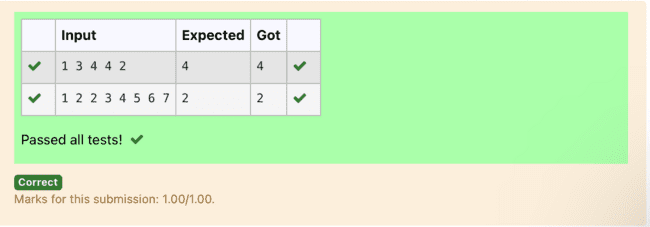 Input Expected Got
1 3 4 4 2 4 4
1 2 2 3 4 5 6 7 2 2
Passed all tests!
Correct
Marks for this submission: 1.00/1.00.